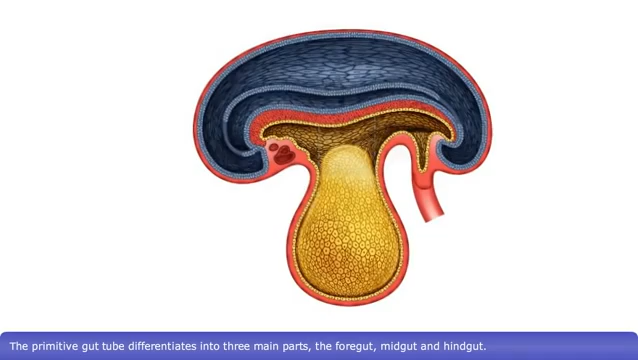 The primitive gut tube differentiates into three main parts, the foregut, midgut and hindgut.